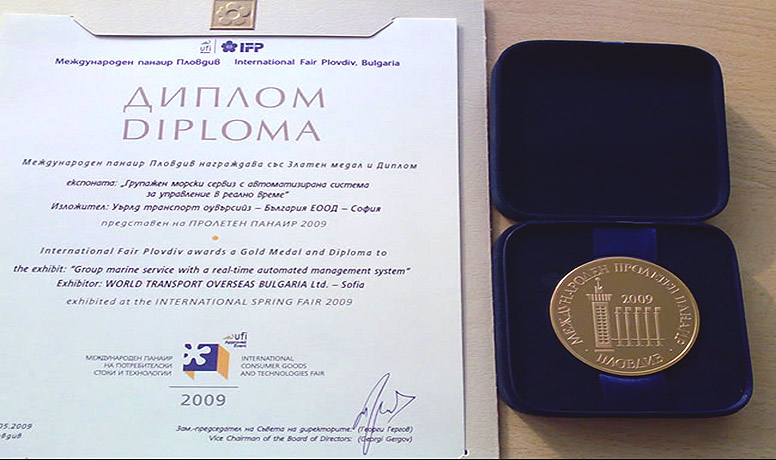 ufi IFP
Международен панаир Пловдив International Fair Plovdiv, Bulgaria
ДИПЛОМ
DIPLOMA
Международен панаир Пловдив награждава със Златен медал и Диплом
експоната: „Групажен морски сервиз с автоматизирана система
за управление в реално време"
Изложител: Уърлд транспорт оувърсийз – България ЕООД – София
представен на ПРОЛЕТЕН ПАНАИР 2009
International Fair Plovdiv awards a Gold Medal and Diploma to
the exhibit: "Group marine service with a real-time automated management system"
Exhibitor: WORLD TRANSPORT OVERSEAS BULGARIA Ltd. – Sofia
exhibited at the INTERNATIONAL SPRING FAIR 2009
ufi
Approved
Event
МЕЖДУНАРОДЕН ПАНАИР
НА ПОТРЕБИТЕЛСКИ
СТОКИ И ТЕХНОЛОГИИ
INTERNATIONAL
CONSUMER GOODS
AND TECHNOLOGIES FAIR
2009
05.2009
Зам.-председател на Съвета на директорите: (Георги Гергов)
Vice Chairman of the Board of Directors: (Georgi Gergov)
МЕЖДУНАРОДЕН ПРОЛЕТЕН ПАНАИР
2009
· ПЛОВДИВ ·